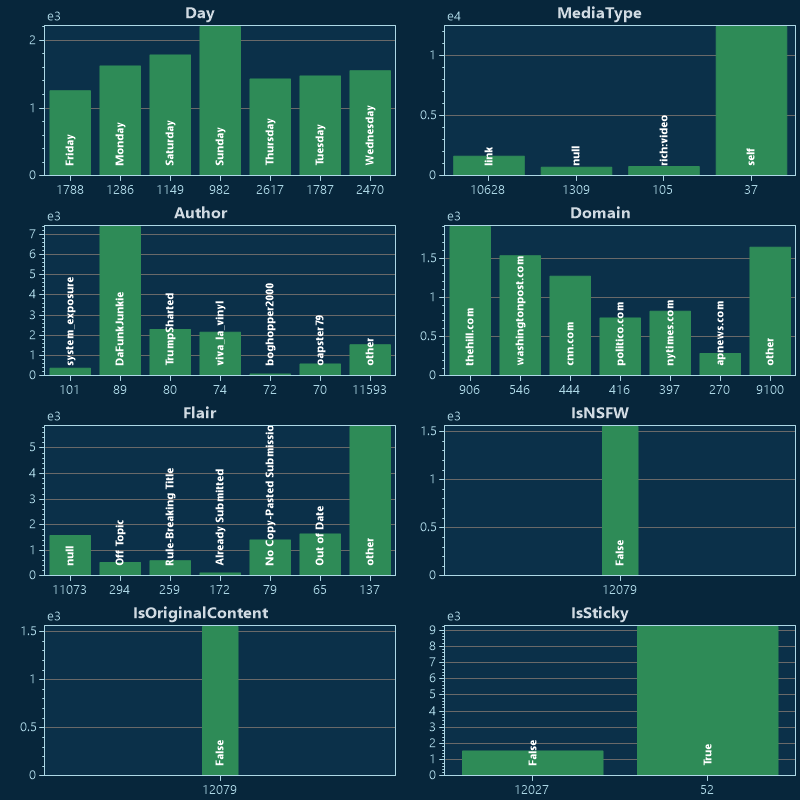 Day
e3
2
1
0
Friday
Monday
Saturday
Sunday
Thursday
Tuesday
Wednesday
1788 1286 1149 982 2617 1787 2470
MediaType
e4
1
0.5
0
link
null
rich:video
self
10628 1309 105 37
Author
e3
7
6
5
4
3
2
1
0
system_exposure
DaFunkJunkie
TrumpSharted
viva_la_vinyl
boghopper2000
oapster79
other
101 89 80 74 72 70 11593
Domain
e3
1.5
1
0.5
0
thehill.com
washingtonpost.com
cnn.com
politico.com
nytimes.com
apnews.com
other
906 546 444 416 397 270 9100
Flair
e3
5
4
3
2
1
0
null
Off Topic
Rule-Breaking Title
Already Submitted
No Copy-Pasted Submissio
Out of Date
other
11073 294 259 172 79 65 137
IsNSFW
e3
1.5
1
0.5
0
False
12079
IsOriginalContent
e3
1.5
1
0.5
0
False
12079
IsSticky
e3
9
8
7
6
5
4
3
2
1
0
False
True
12027 52